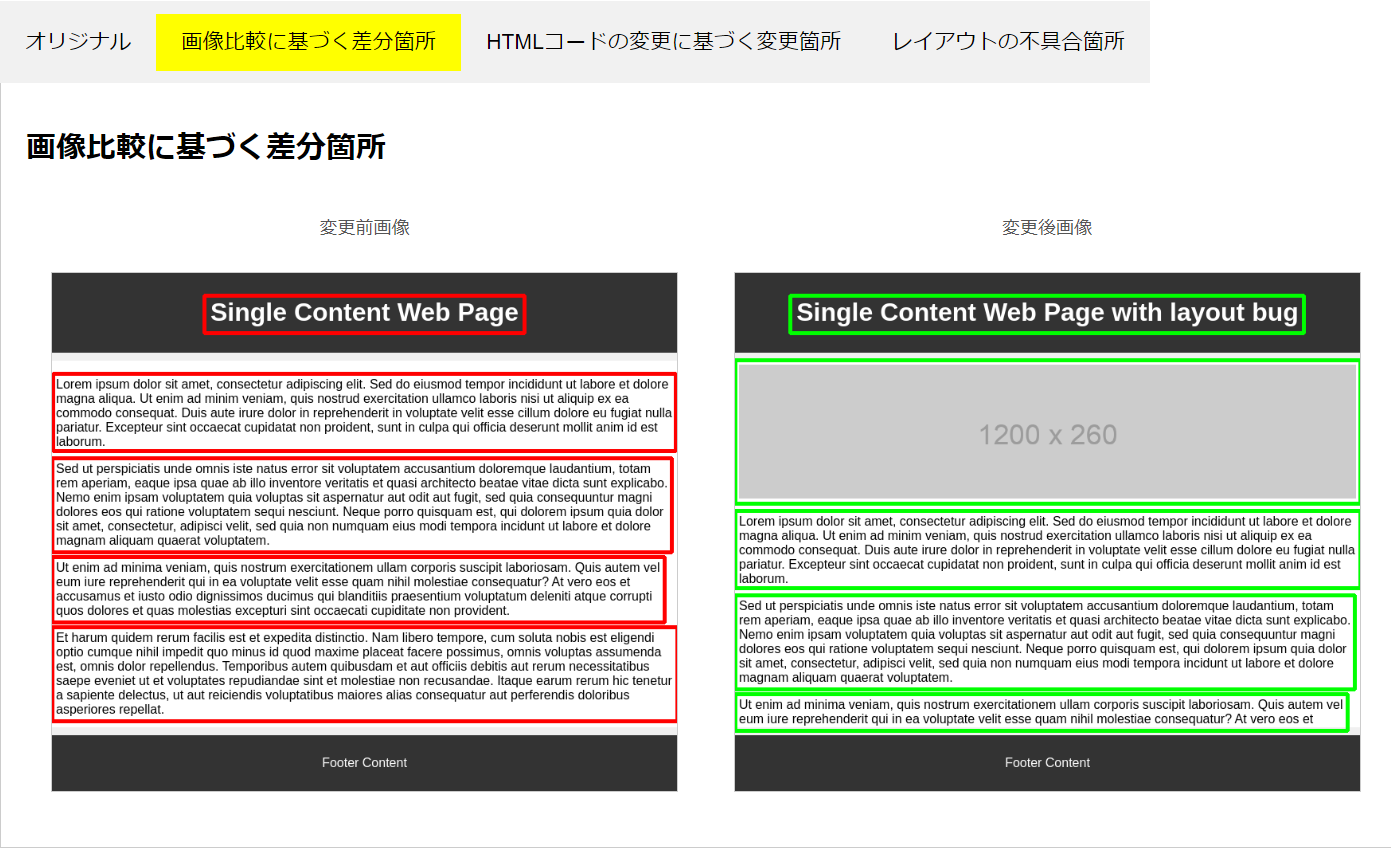 オリジナル 画像比較に基づく差分箇所 HTMLコードの変更に基づく変更箇所 レイアウトの不具合箇所
画像比較に基づく差分箇所
変更前画像
Single Content Web Page
Lorem ipsum dolor sit amet, consectetur adipiscing elit. Sed do eiusmod tempor incididunt ut labore et dolore
magna aliqua. Ut enim ad minim veniam, quis nostrud exercitation ullamco laboris nisi ut aliquip ex ea
commodo consequat. Duis aute irure dolor in reprehenderit in voluptate velit esse cillum dolore eu fugiat nulla
pariatur. Excepteur sint occaecat cupidatat non proident, sunt in culpa qui officia deserunt mollit anim id est
laborum.
Sed ut perspiciatis unde omnis iste natus error sit voluptatem accusantium doloremque laudantium, totam
rem aperiam, eaque ipsa quae ab illo inventore veritatis et quasi architecto beatae vitae dicta sunt explicabo.
Nemo enim ipsam voluptatem quia voluptas sit aspernatur aut odit aut fugit, sed quia consequuntur magni
dolores eos qui ratione voluptatem sequi nesciunt. Neque porro quisquam est, qui dolorem ipsum quia dolor
sit amet, consectetur, adipisci velit, sed quia non numquam eius modi tempora incidunt ut labore et dolore
magnam aliquam quaerat voluptatem.
Ut enim ad minima veniam, quis nostrum exercitationem ullam corporis suscipit laboriosam. Quis autem vel
eum iure reprehenderit qui in ea voluptate velit esse quam nihil molestiae consequatur? At vero eos et
accusamus et iusto odio dignissimos ducimus qui blanditiis praesentium voluptatum deleniti atque corrupti
quos dolores et quas molestias excepturi sint occaecati cupiditate non provident.
Et harum quidem rerum facilis est et expedita distinctio. Nam libero tempore, cum soluta nobis est eligendi
optio cumque nihil impedit quo minus id quod maxime placeat facere possimus, omnis voluptas assumenda
est, omnis dolor repellendus. Temporibus autem quibusdam et aut officiis debitis aut rerum necessitatibus
saepe eveniet ut et voluptates repudiandae sint et molestiae non recusandae. Itaque earum rerum hic tenetur
a sapiente delectus, ut aut reiciendis voluptatibus maiores alias consequatur aut perferendis doloribus
asperiores repellat.
Footer Content
変更後画像
Single Content Web Page with layout bug
1200 x 260
Lorem ipsum dolor sit amet, consectetur adipiscing elit. Sed do eiusmod tempor incididunt ut labore et dolore
magna aliqua. Ut enim ad minim veniam, quis nostrud exercitation ullamco laboris nisi ut aliquip ex ea
commodo consequat. Duis aute irure dolor in reprehenderit in voluptate velit esse cillum dolore eu fugiat nulla
pariatur. Excepteur sint occaecat cupidatat non proident, sunt in culpa qui officia deserunt mollit anim id est
laborum.
Sed ut perspiciatis unde omnis iste natus error sit voluptatem accusantium doloremque laudantium, totam
rem aperiam, eaque ipsa quae ab illo inventore veritatis et quasi architecto beatae vitae dicta sunt explicabo.
Nemo enim ipsam voluptatem quia voluptas sit aspernatur aut odit aut fugit, sed quia consequuntur magni
dolores eos qui ratione voluptatem sequi nesciunt. Neque porro quisquam est, qui dolorem ipsum quia dolor
sit amet, consectetur, adipisci velit, sed quia non numquam eius modi tempora incidunt ut labore et dolore
magnam aliquam quaerat voluptatem.
Ut enim ad minima veniam, quis nostrum exercitationem ullam corporis suscipit laboriosam. Quis autem vel
eum iure reprehenderit qui in ea voluptate velit esse quam nihil molestiae consequatur? At vero eos et
Footer Content